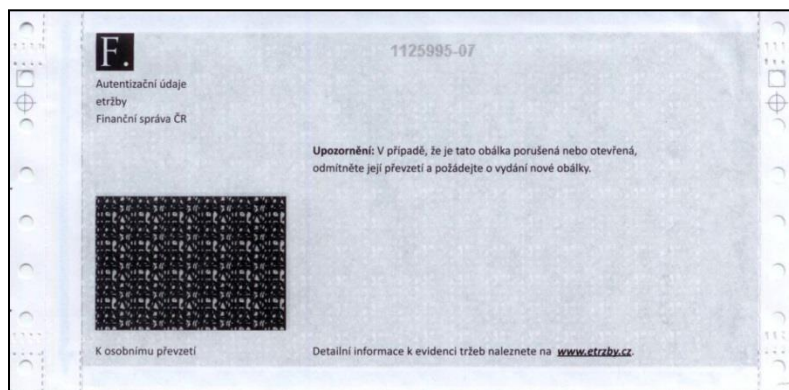 F.
1125995-07
Autentizační údaje
etržby
Finanční správa ČR
Upozornění: V případě, že je tato obálka porušená nebo otevřená,
odmítněte její převzetí a požádejte o vydání nové obálky.
K osobnímu převzetí
Detailní informace k evidenci tržeb naleznete na www.etrzby.cz.